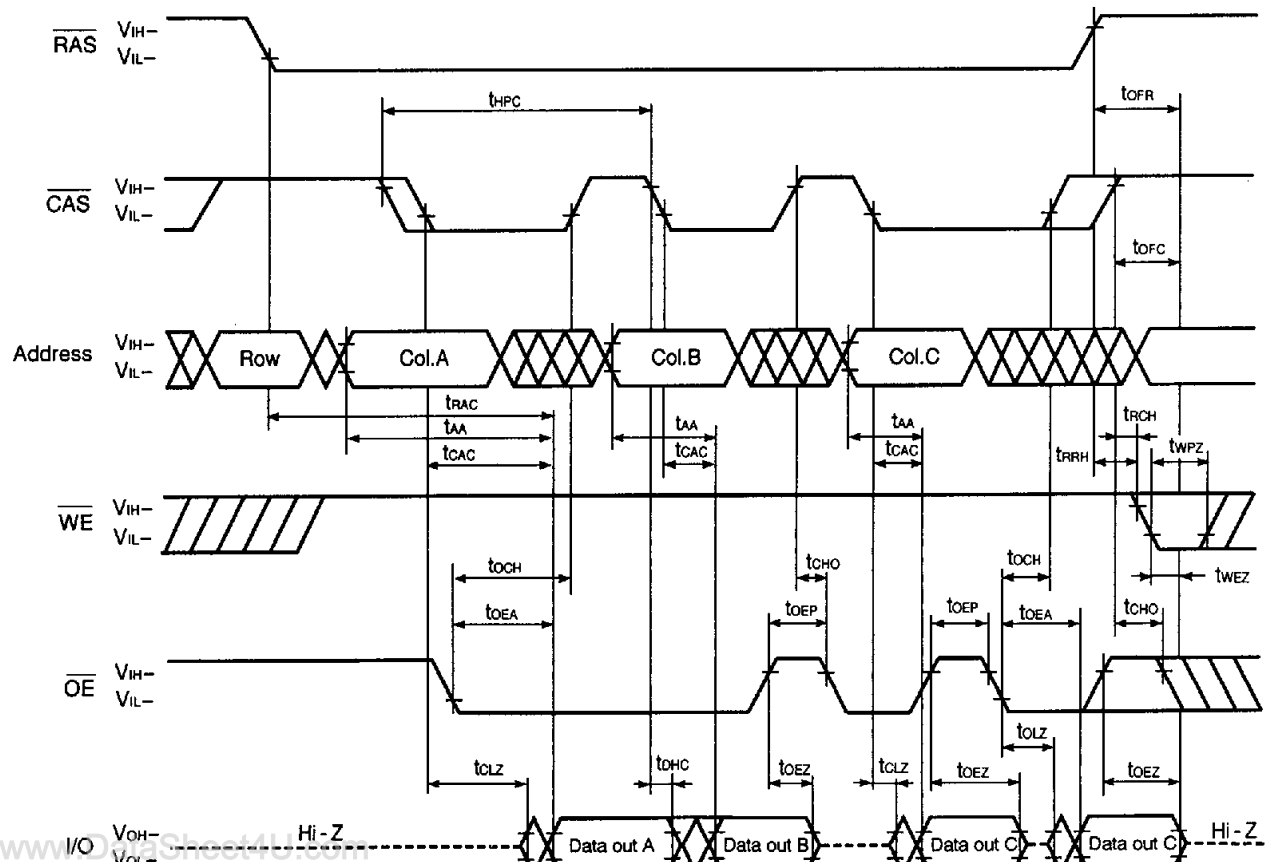 RAS VIH–
VIL–
tHPC
tOFR
CAS VIH–
VIL–
tOFC
Address VIH–
VIL–
Row Col.A Col.B Col.C
tRAC
tAA tAA tAA
tCAC tCAC tCAC
tRCH
tRRH tWPZ
WE VIH–
VIL–
tWEZ
tOCH tCHO tOCH
tOEA tOEP tOEP tOEA tCHO
OE VIH–
VIL–
tOLZ
tCLZ tDHC tOEZ tCLZ tOEZ tOEZ
I/O VOH–
VOL–
Hi-Z Data out A Data out B Data out C Data out C Hi-Z
www.DataSheet4U.com